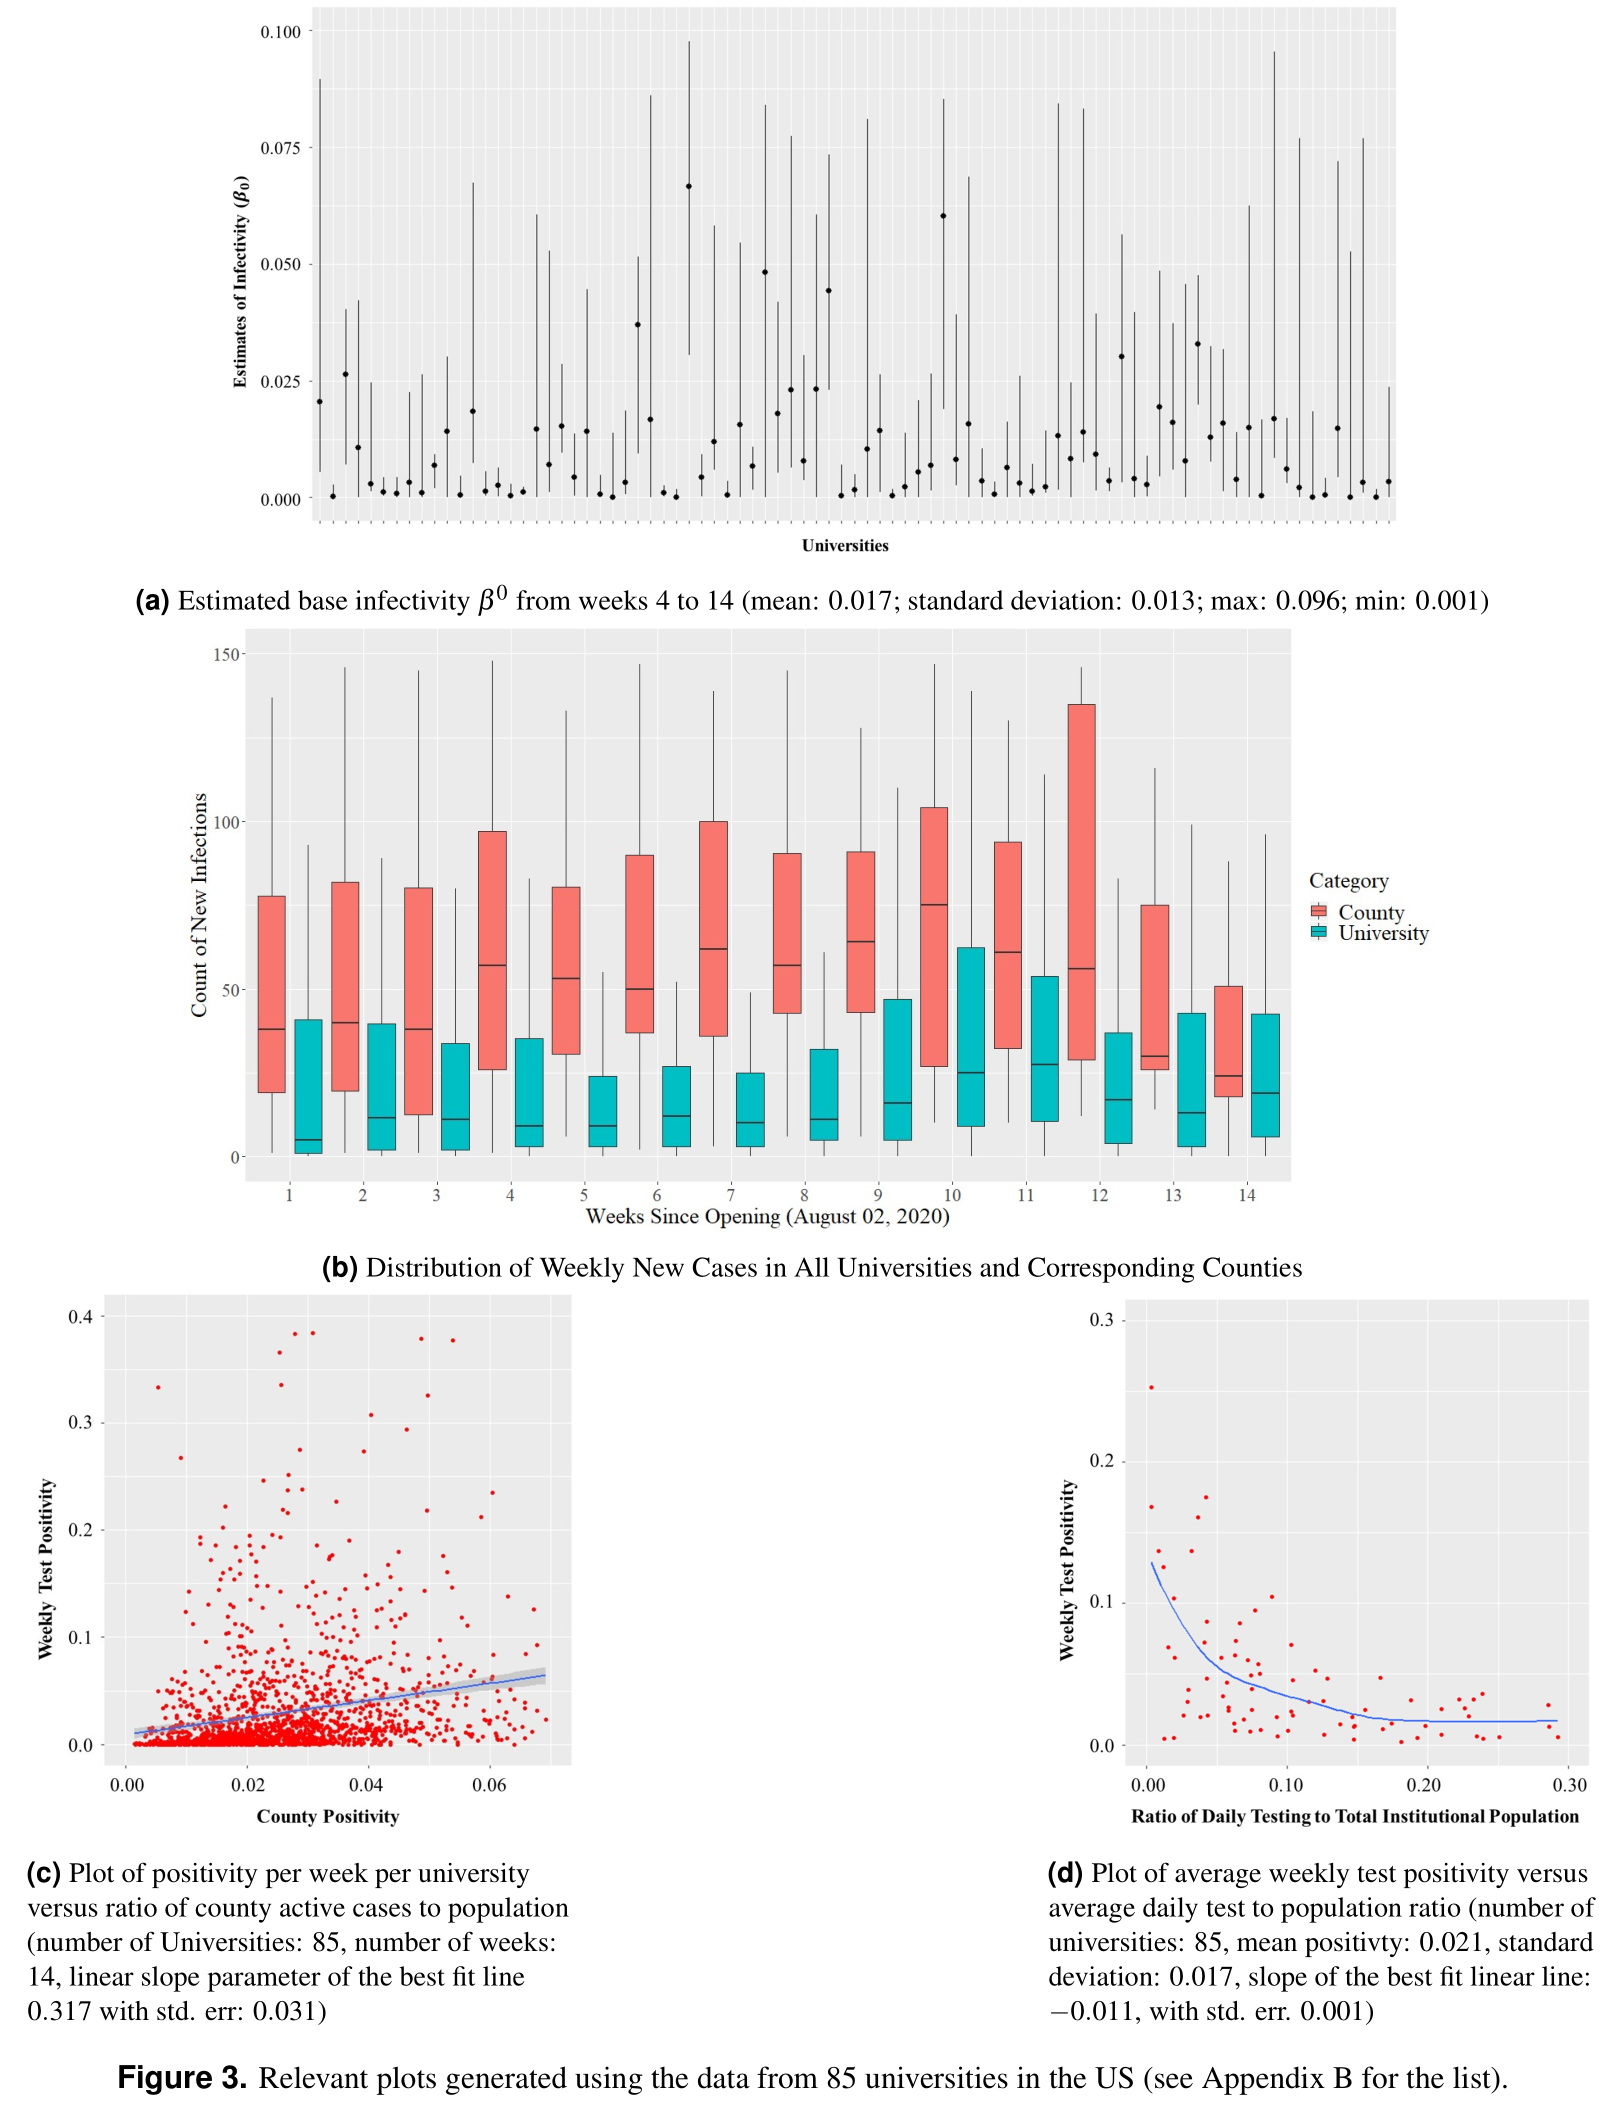 0.100
0.075
0.050
0.025
0.000
Estimates of Infectivity (β₀)
Universities
(a) Estimated base infectivity β⁰ from weeks 4 to 14 (mean: 0.017; standard deviation: 0.013; max: 0.096; min: 0.001)
150
100
50
0
Count of New Infections
1 2 3 4 5 6 7 8 9 10 11 12 13 14
Weeks Since Opening (August 02, 2020)
Category
County
University
(b) Distribution of Weekly New Cases in All Universities and Corresponding Counties
0.4
0.3
0.2
0.1
0.0
Weekly Test Positivity
0.00 0.02 0.04 0.06
County Positivity
(c) Plot of positivity per week per university
versus ratio of county active cases to population
(number of Universities: 85, number of weeks:
14, linear slope parameter of the best fit line
0.317 with std. err: 0.031)
0.3
0.2
0.1
0.0
Weekly Test Positivity
0.00 0.10 0.20 0.30
Ratio of Daily Testing to Total Institutional Population
(d) Plot of average weekly test positivity versus
average daily test to population ratio (number of
universities: 85, mean positivty: 0.021, standard
deviation: 0.017, slope of the best fit linear line:
−0.011, with std. err. 0.001)
Figure 3. Relevant plots generated using the data from 85 universities in the US (see Appendix B for the list).